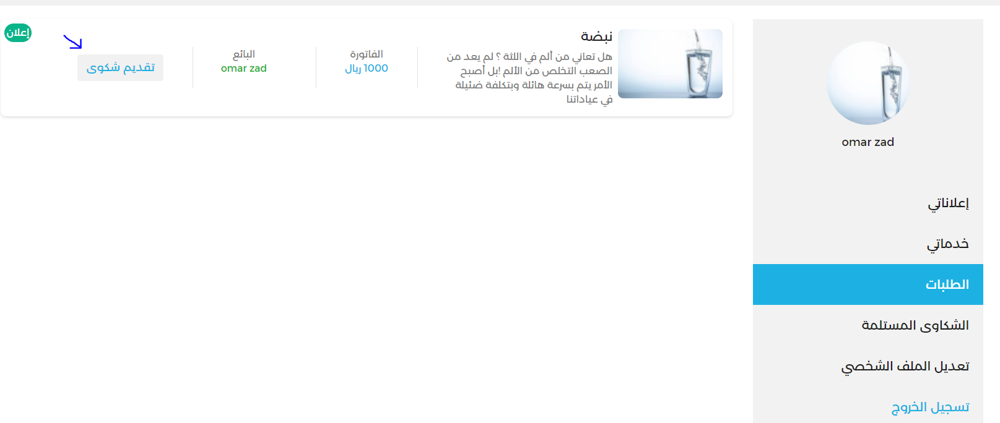 omar zad
إعلاناتي
خدماتي
الطلبات
الشكاوى المستلمة
تعديل الملف الشخصي
تسجيل الخروج
نبضة
هل تعاني من ألم في اللثة ؟ لم يعد من
الصعب التخلص من الألم !بل أصبح
الأمر يتم بسرعة هائلة وبتكلفة ضئيلة
في عياداتنا
الفاتورة
1000 ريال
البائع
omar zad
تقديم شكوى
إعلان